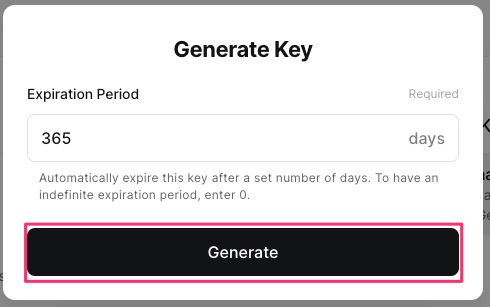 Generate Key
Expiration Period
Required
365
days
Automatically expire this key after a set number of days. To have an
indefinite expiration period, enter 0.
Generate